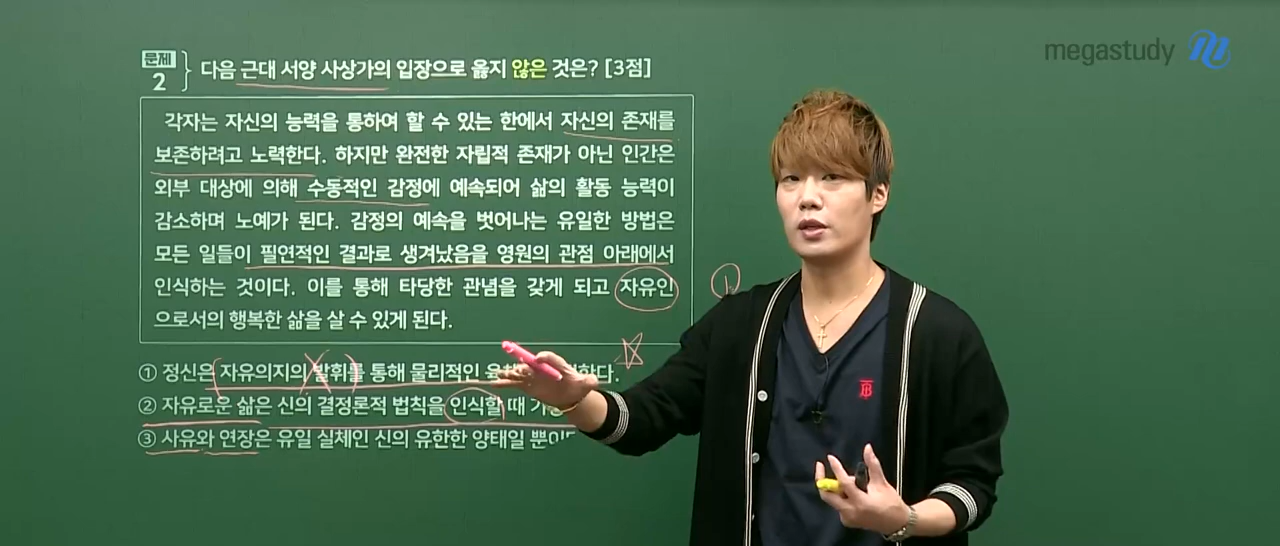 megastudy
문제
2
다음 근대 서양 사상가의 입장으로 옳지 않은 것은? [3점]
각자는 자신의 능력을 통하여 할 수 있는 한에서 자신의 존재를
보존하려고 노력한다. 하지만 완전한 자립적 존재가 아닌 인간은
외부 대상에 의해 수동적인 감정에 예속되어 삶의 활동 능력이
감소하며 노예가 된다. 감정의 예속을 벗어나는 유일한 방법은
모든 일들이 필연적인 결과로 생겨났음을 영원의 관점 아래에서
인식하는 것이다. 이를 통해 타당한 관념을 갖게 되고 자유인
으로서의 행복한 삶을 살 수 있게 된다.
① 정신은 자유의지의 발휘를 통해 물리적인
② 자유로운 삶은 신의 결정론적 법칙을 인식할 때
③ 사유와 연장은 유일 실체인 신의 유한한 양태일